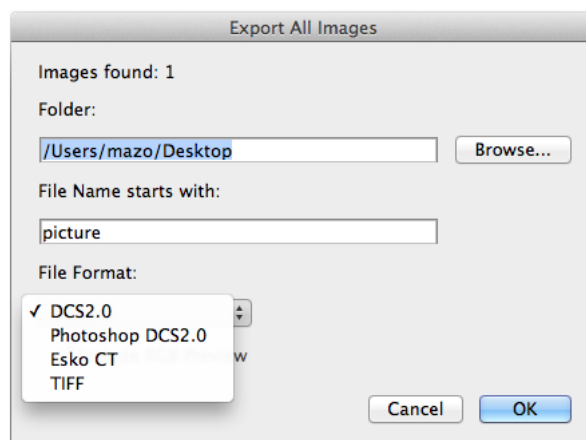 Export All Images
Images found: 1
Folder:
/Users/mazo/Desktop
Browse...
File Name starts with:
picture
File Format:
✓ DCS2.0
Photoshop DCS2.0
Esko CT
TIFF
Cancel
OK